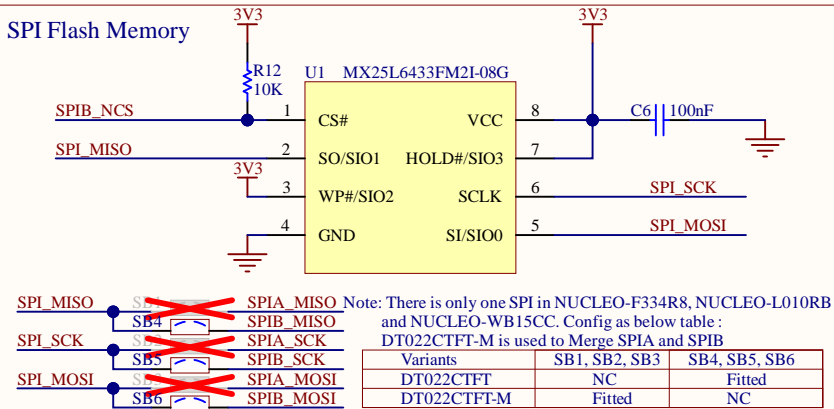 SPI Flash Memory
3V3
3V3
R12
10K
U1 MX25L6433FM2I-08G
SPIB_NCS
1
CS#
VCC
8
C6
100nF
SPI_MISO
2
SO/SIO1
HOLD#/SIO3
7
3V3
3
WP#/SIO2
SCLK
6
SPI_SCK
4
GND
SI/SIO0
5
SPI_MOSI
SPI_MISO
SPIA_MISO
SB4
SPIB_MISO
SPI_SCK
SPIA_SCK
SB5
SPIB_SCK
SPI_MOSI
SPIA_MOSI
SB6
SPIB_MOSI
Note: There is only one SPI in NUCLEO-F334R8, NUCLEO-L010RB
and NUCLEO-WB15CC. Config as below table :
DT022CTFT-M is used to Merge SPIA and SPIB
Variants SB1, SB2, SB3 SB4, SB5, SB6
DT022CTFT NC Fitted
DT022CTFT-M Fitted NC